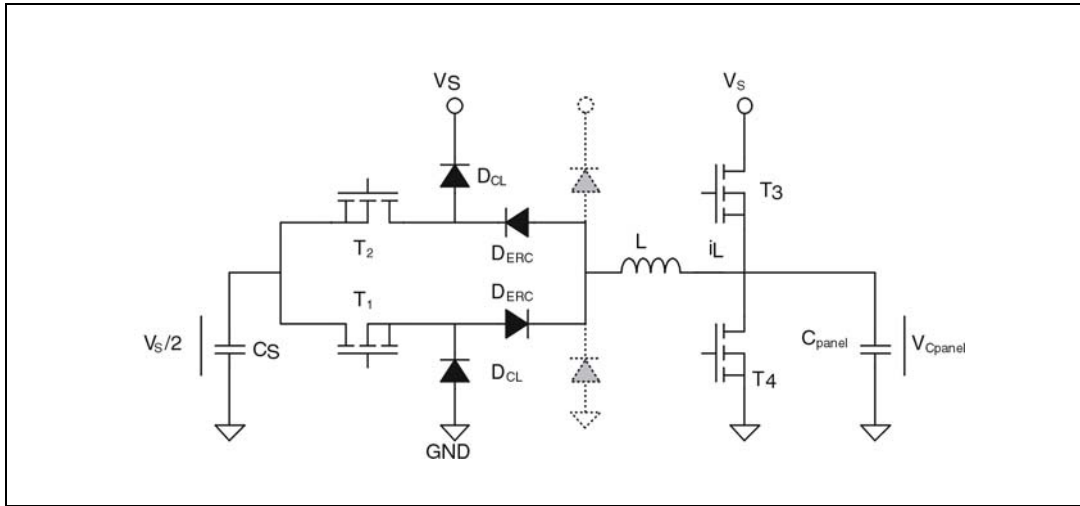 VS
VS
DCL
T3
T2
DERC
L
iL
DERC
T1
VS/2
CS
DCL
Cpanel
VCpanel
T4
GND